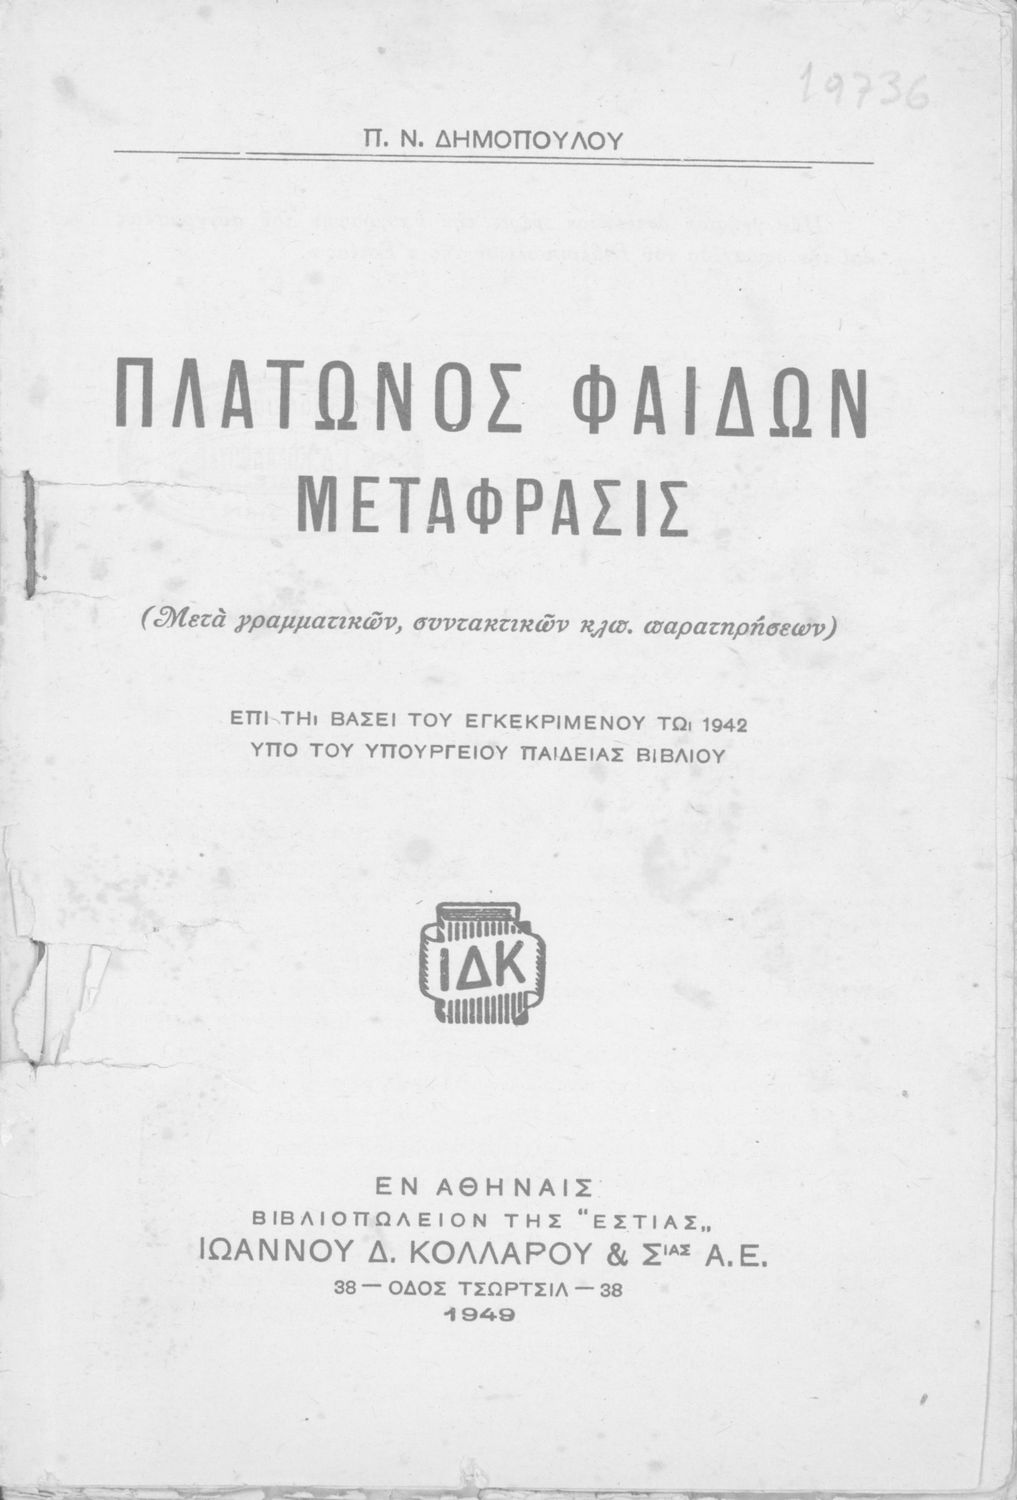 19736
Π. Ν. ΔΗΜΟΠΟΥΛΟΥ
ΠΛΑΤΩΝΟΣ ΦΑΙΔΩΝ
ΜΕΤΑΦΡΑΣΙΣ
(Μετὰ γραμματικῶν, συντακτικῶν κλπ. παρατηρήσεων)
ΕΠΙ ΤΗι ΒΑΣΕΙ ΤΟΥ ΕΓΚΕΚΡΙΜΕΝΟΥ ΤΩι 1942
ΥΠΟ ΤΟΥ ΥΠΟΥΡΓΕΙΟΥ ΠΑΙΔΕΙΑΣ ΒΙΒΛΙΟΥ
ΙΔΚ
ΕΝ ΑΘΗΝΑΙΣ
ΒΙΒΛΙΟΠΩΛΕΙΟΝ ΤΗΣ “ΕΣΤΙΑΣ„
ΙΩΑΝΝΟΥ Δ. ΚΟΛΛΑΡΟΥ & ΣΙΑΣ Α.Ε.
38 — ΟΔΟΣ ΤΣΩΡΤΣΙΛ — 38
1949